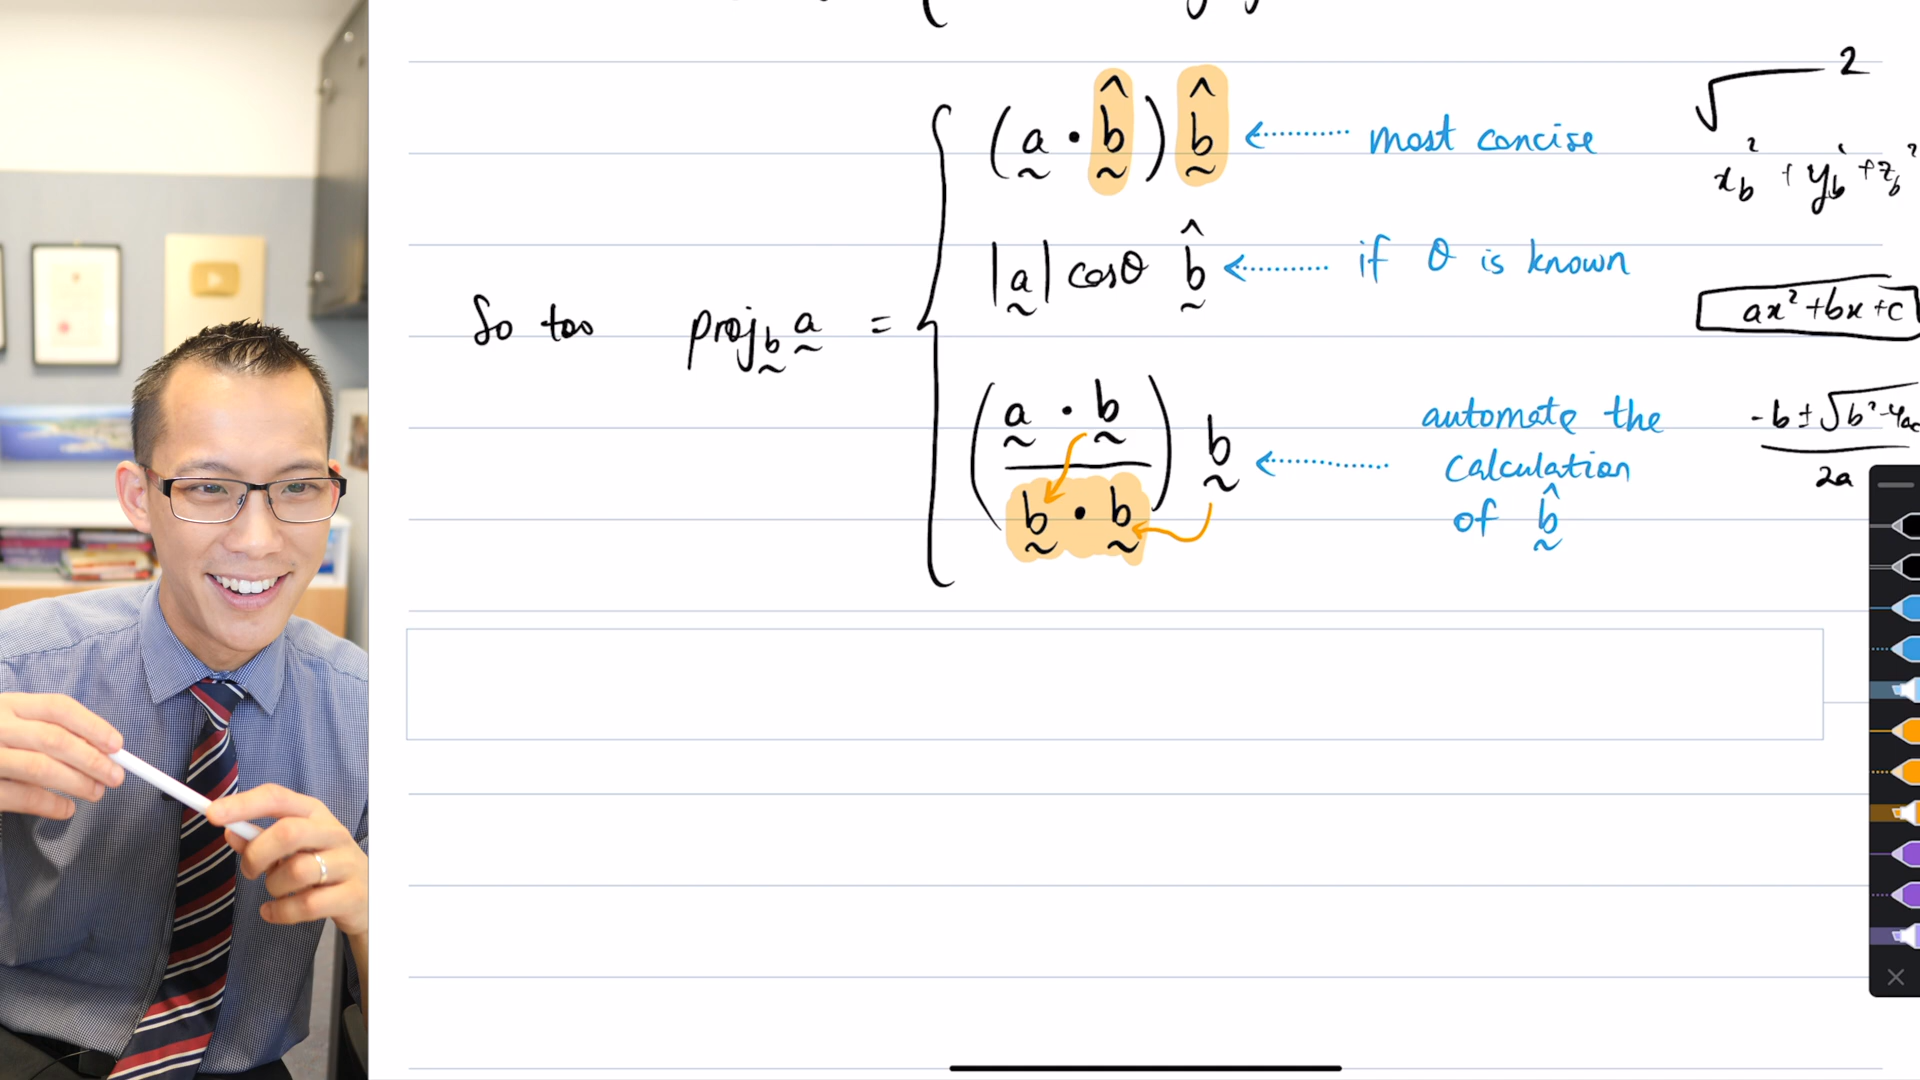 (a · b̂) b̂ ← most concise
|a| cosθ b̂ ← if θ is known
So too proj_b a =
(a · b / b · b) b ← automate the calculation of b̂
√ 2
x_b² + y_b² + z_b²
ax² + bx + c
-b ± √b² - 4ac
2a